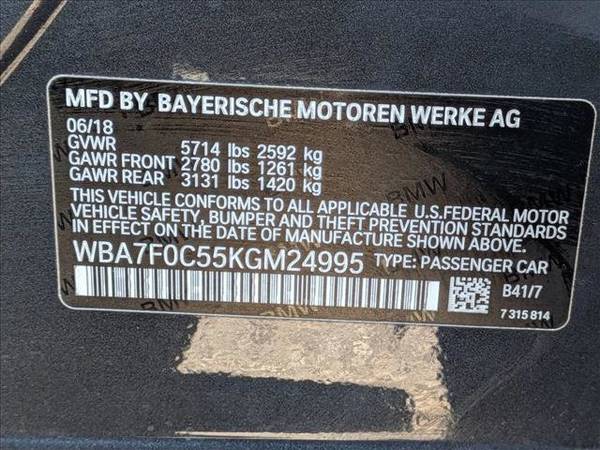 MFD BY BAYERISCHE MOTOREN WERKE AG
06/18
GVWR 5714 lbs 2592 kg
GAWR FRONT 2780 lbs 1261 kg
GAWR REAR 3131 lbs 1420 kg
THIS VEHICLE CONFORMS TO ALL APPLICABLE U.S.FEDERAL MOTOR
VEHICLE SAFETY, BUMPER AND THEFT PREVENTION STANDARDS
IN EFFECT ON THE DATE OF MANUFACTURE SHOWN ABOVE.
WBA7F0C55KGM24995 TYPE: PASSENGER CAR
B41/7
7 315 814
BMW
BMW
BMW